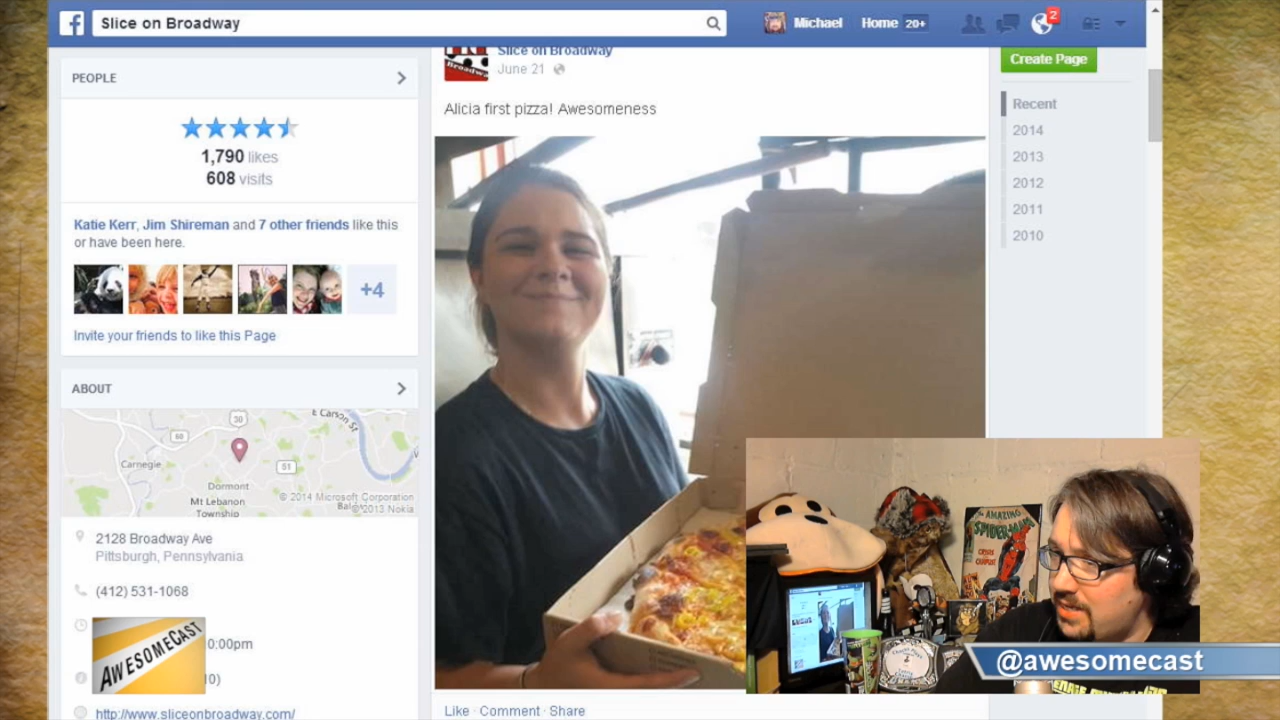 Slice on Broadway
Michael
Home 20+
2
PEOPLE
1,790 likes
608 visits
Katie Kerr, Jim Shireman and 7 other friends like this
or have been here.
+4
Invite your friends to like this Page
ABOUT
30
60
51
E Carson St
Carnegie
Dormont
Mt Lebanon
Township
© 2014 Microsoft Corporation
© 2013 Nokia
2128 Broadway Ave
Pittsburgh, Pennsylvania
(412) 531-1068
AWESOMECAST
0:00pm
0)
http://www.sliceonbroadway.com/
Slice on Broadway
June 21
Alicia first pizza! Awesomeness
Like · Comment · Share
Create Page
Recent
2014
2013
2012
2011
2010
THE AMAZING
SPIDER-MAN
@awesomecast